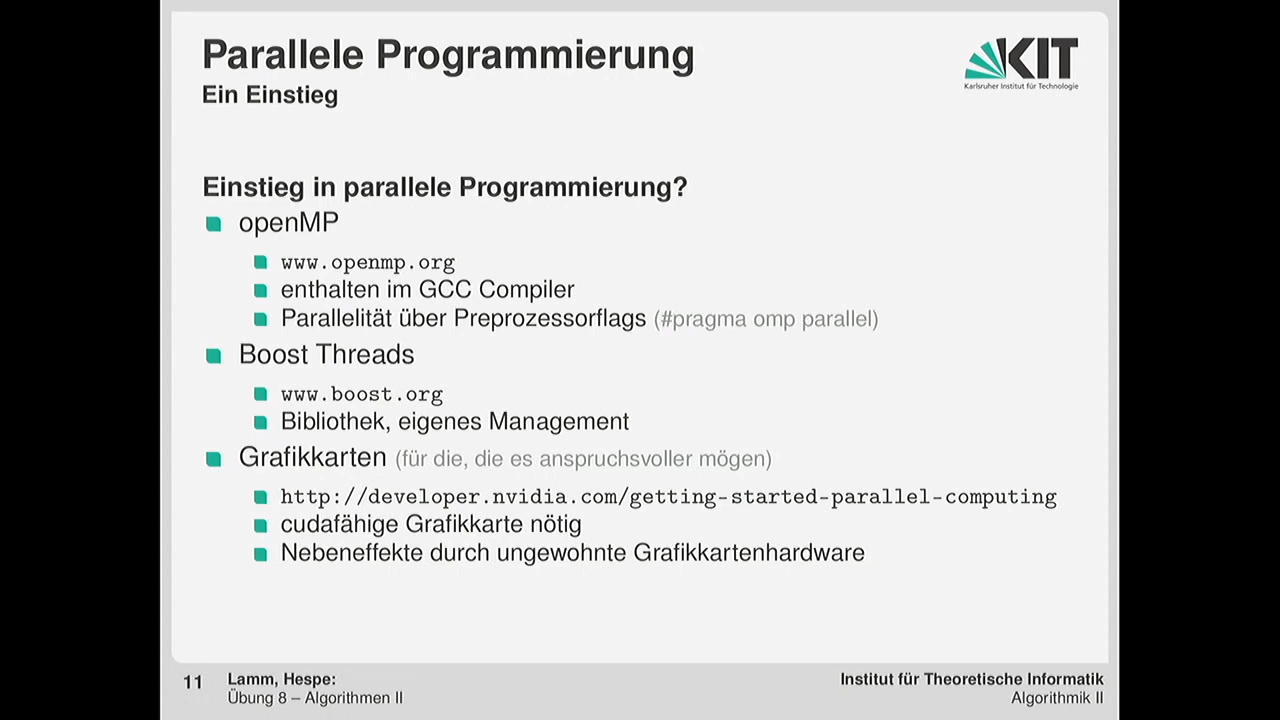 Parallele Programmierung
Ein Einstieg
KIT
Karlsruher Institut für Technologie
Einstieg in parallele Programmierung?
openMP
www.openmp.org
enthalten im GCC Compiler
Parallelität über Preprozessorflags (#pragma omp parallel)
Boost Threads
www.boost.org
Bibliothek, eigenes Management
Grafikkarten (für die, die es anspruchsvoller mögen)
http://developer.nvidia.com/getting-started-parallel-computing
cudafähige Grafikkarte nötig
Nebeneffekte durch ungewohnte Grafikkartenhardware
11
Lamm, Hespe:
Übung 8 – Algorithmen II
Institut für Theoretische Informatik
Algorithmik II